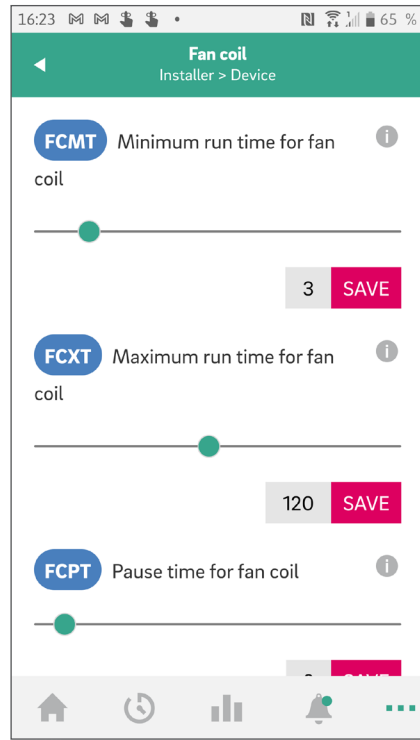 16:23 65 %
Fan coil
Installer > Device
FCMT Minimum run time for fan
coil
3 SAVE
FCXT Maximum run time for fan
coil
120 SAVE
FCPT Pause time for fan coil